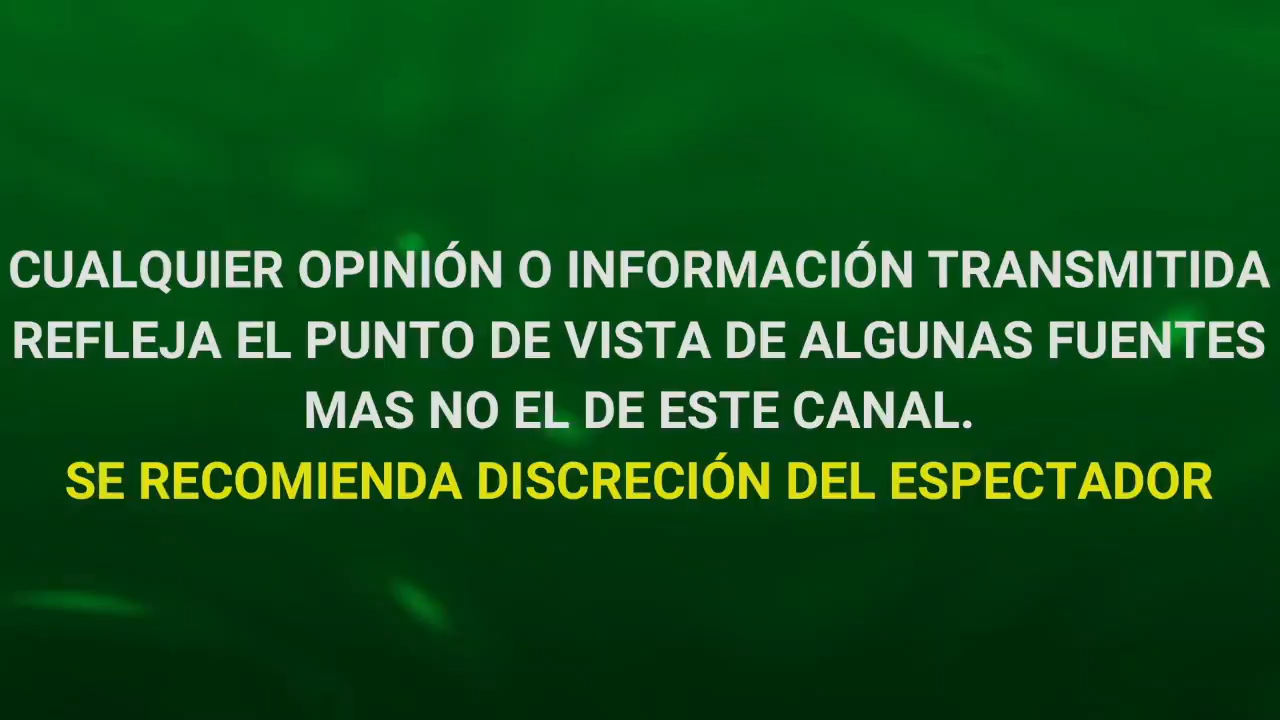 CUALQUIER OPINIÓN O INFORMACIÓN TRANSMITIDA
REFLEJA EL PUNTO DE VISTA DE ALGUNAS FUENTES
MAS NO EL DE ESTE CANAL.
SE RECOMIENDA DISCRECIÓN DEL ESPECTADOR